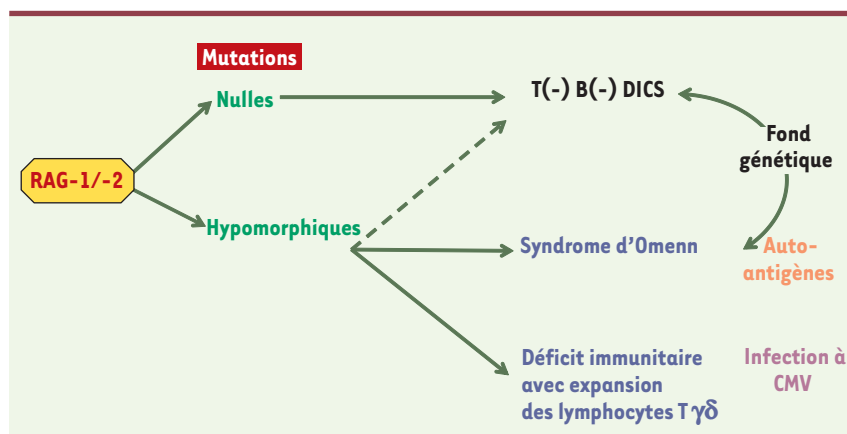 Mutations
Nulles
T(-) B(-) DICS
Fond
génétique
RAG-1/-2
Hypomorphiques
Syndrome d'Omenn
Auto-
antigènes
Déficit immunitaire
avec expansion
des lymphocytes T γδ
Infection à
CMV